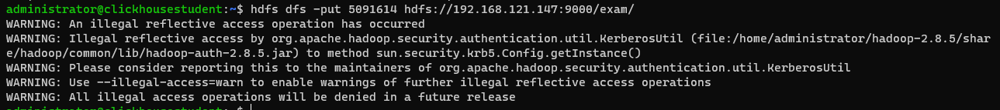 administrator@clickhousestudent:~$ hdfs dfs -put 5091614 hdfs://192.168.121.147:9000/exam/
WARNING: An illegal reflective access operation has occurred
WARNING: Illegal reflective access by org.apache.hadoop.security.authentication.util.KerberosUtil (file:/home/administrator/hadoop-2.8.5/shar
e/hadoop/common/lib/hadoop-auth-2.8.5.jar) to method sun.security.krb5.Config.getInstance()
WARNING: Please consider reporting this to the maintainers of org.apache.hadoop.security.authentication.util.KerberosUtil
WARNING: Use --illegal-access=warn to enable warnings of further illegal reflective access operations
WARNING: All illegal access operations will be denied in a future release
administrator@clickhousestudent:~$